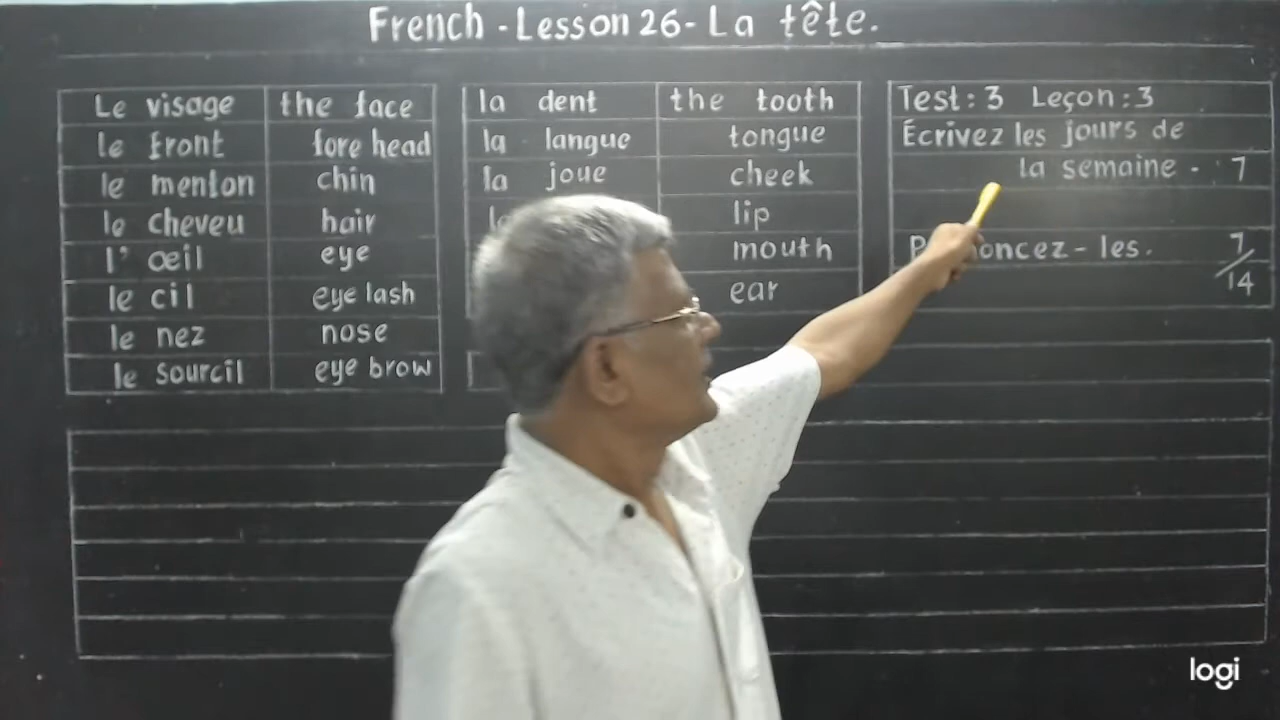 French - Lesson 26 - La tête.
Le visage the face
le front fore head
le menton chin
le cheveu hair
l' œil eye
le cil eye lash
le nez nose
le sourcil eye brow
la dent the tooth
la langue tongue
la joue cheek
lip
mouth
ear
Test: 3 Leçon: 3
Écrivez les jours de
la semaine - 7
les. 7
14
logi